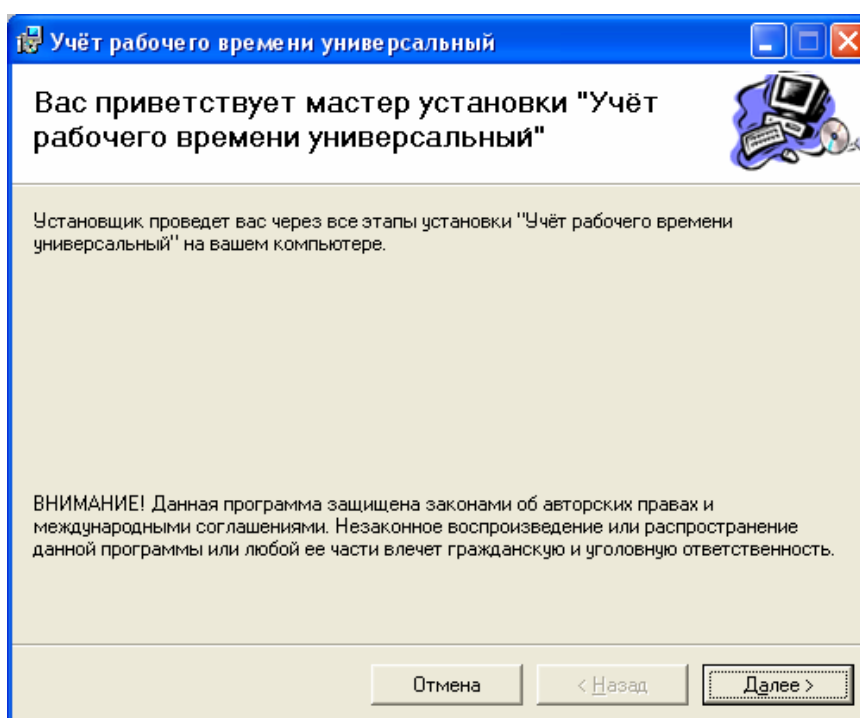 Учёт рабочего времени универсальный
Вас приветствует мастер установки "Учёт
рабочего времени универсальный"
Установщик проведет вас через все этапы установки "Учёт рабочего времени
универсальный" на вашем компьютере.
ВНИМАНИЕ! Данная программа защищена законами об авторских правах и
международными соглашениями. Незаконное воспроизведение или распространение
данной программы или любой ее части влечет гражданскую и уголовную ответственность.
Отмена
< Назад
Далее >